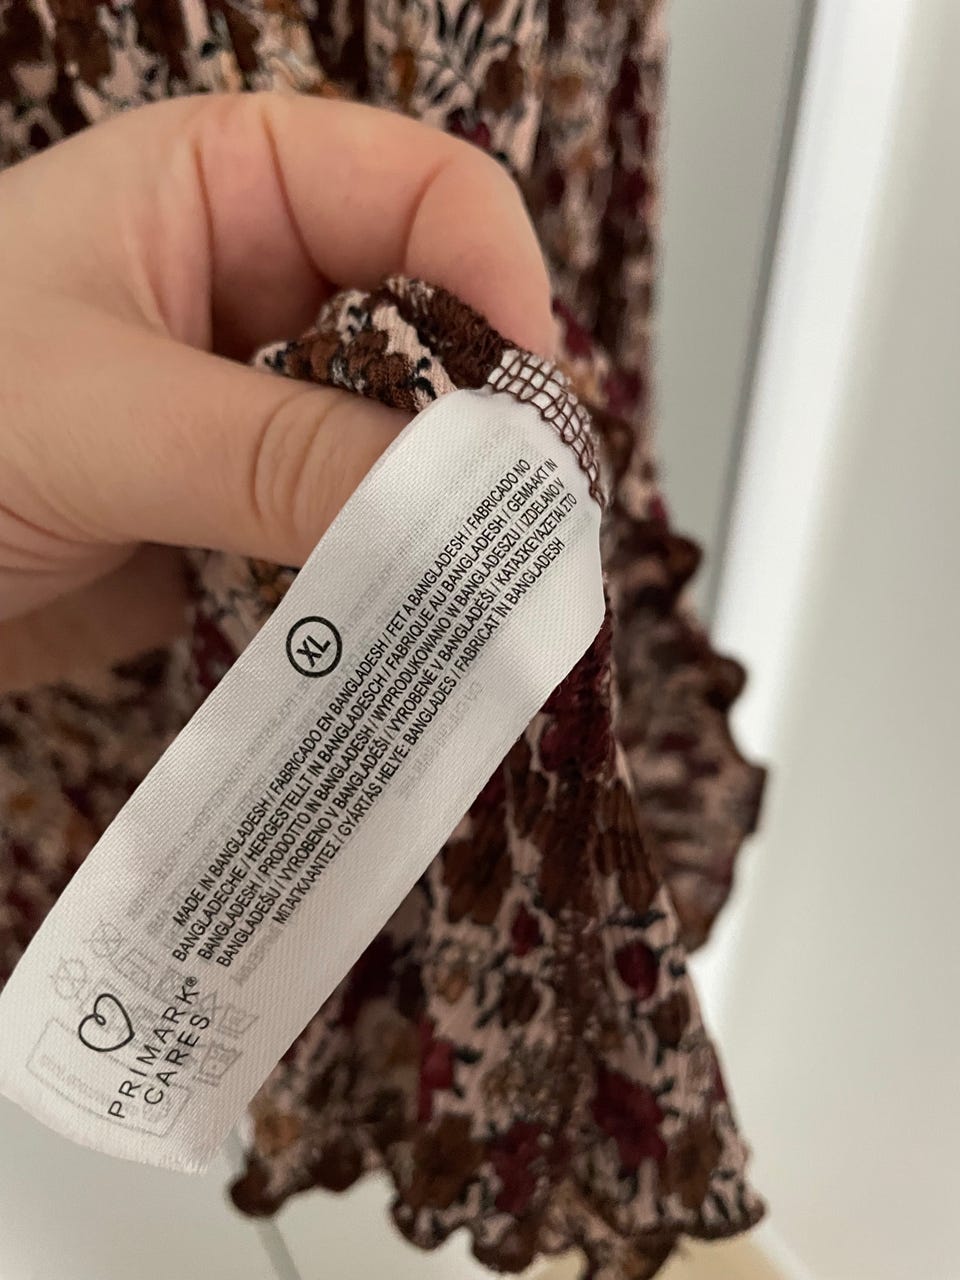 XL
MADE IN BANGLADESH / FABRICADO EN BANGLADESH / FET A BANGLADESH / FABRICADO NO
BANGLADECHE / HERGESTELLT IN BANGLADESCH / FABRIQUE AU BANGLADESH / GEMAAKT IN
BANGLADESH / PRODOTTO IN BANGLADESH / WYPRODUKOWANO W BANGLADESZU / IZDELANO V
BANGLADEŠU / VYROBENO V BANGLADÉŠI / VYROBENÉ V BANGLADÉŠI / ΚΑΤΑΣΚΕΥΑΖΕΤΑΙ ΣΤΟ
ΜΠΑΓΚΛΑΝΤΕΣ / GYÁRTÁS HELYE: BANGLADES / FABRICAT ÎN BANGLADESH
PRIMARK®
CARES